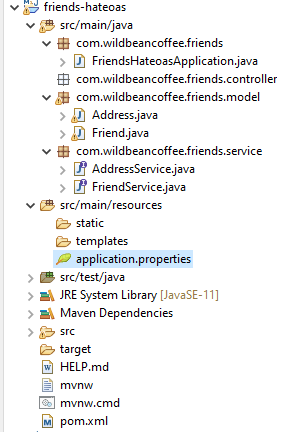 friends-hateoas
src/main/java
com.wildbeancoffee.friends
FriendsHateoasApplication.java
com.wildbeancoffee.friends.controller
com.wildbeancoffee.friends.model
Address.java
Friend.java
com.wildbeancoffee.friends.service
AddressService.java
FriendService.java
src/main/resources
static
templates
application.properties
src/test/java
JRE System Library [JavaSE-11]
Maven Dependencies
src
target
HELP.md
mvnw
mvnw.cmd
pom.xml